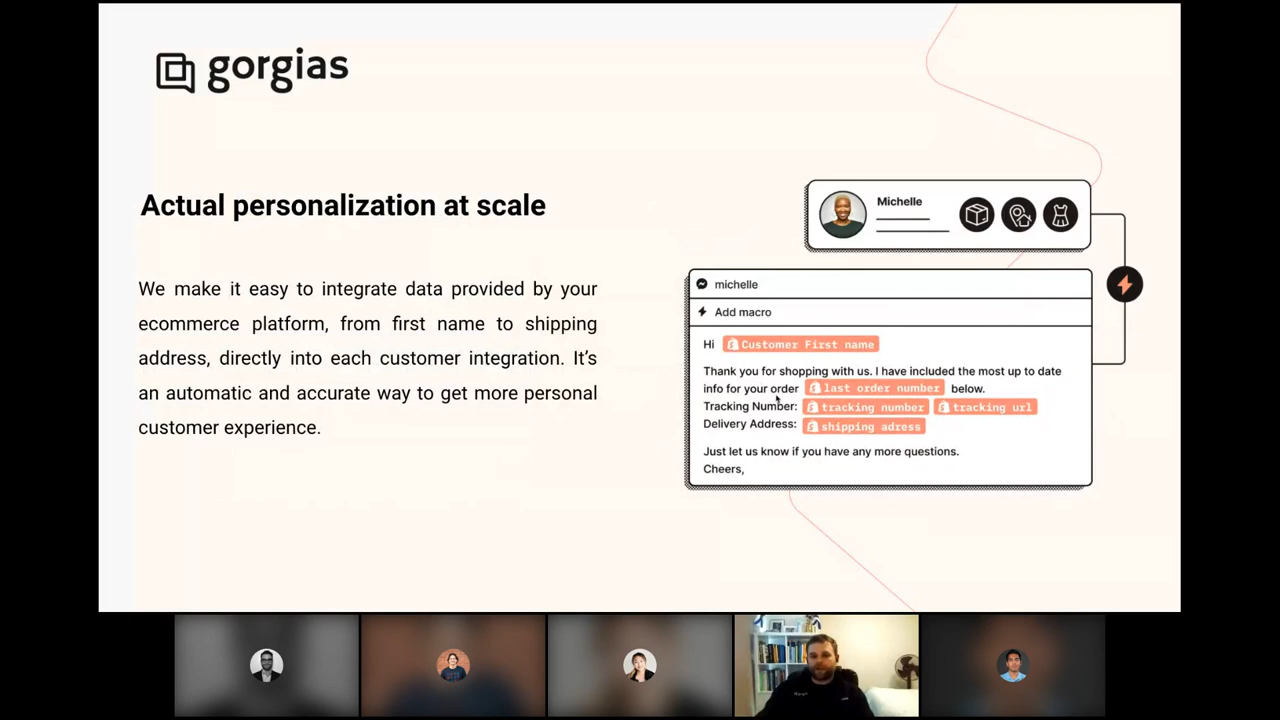 gorgias
Actual personalization at scale
We make it easy to integrate data provided by your
ecommerce platform, from first name to shipping
address, directly into each customer integration. It's
an automatic and accurate way to get more personal
customer experience.
Michelle
michelle
Add macro
Hi Customer First name
Thank you for shopping with us. I have included the most up to date
info for your order last order number below.
Tracking Number: tracking number tracking url
Delivery Address: shipping adress
Just let us know if you have any more questions.
Cheers,